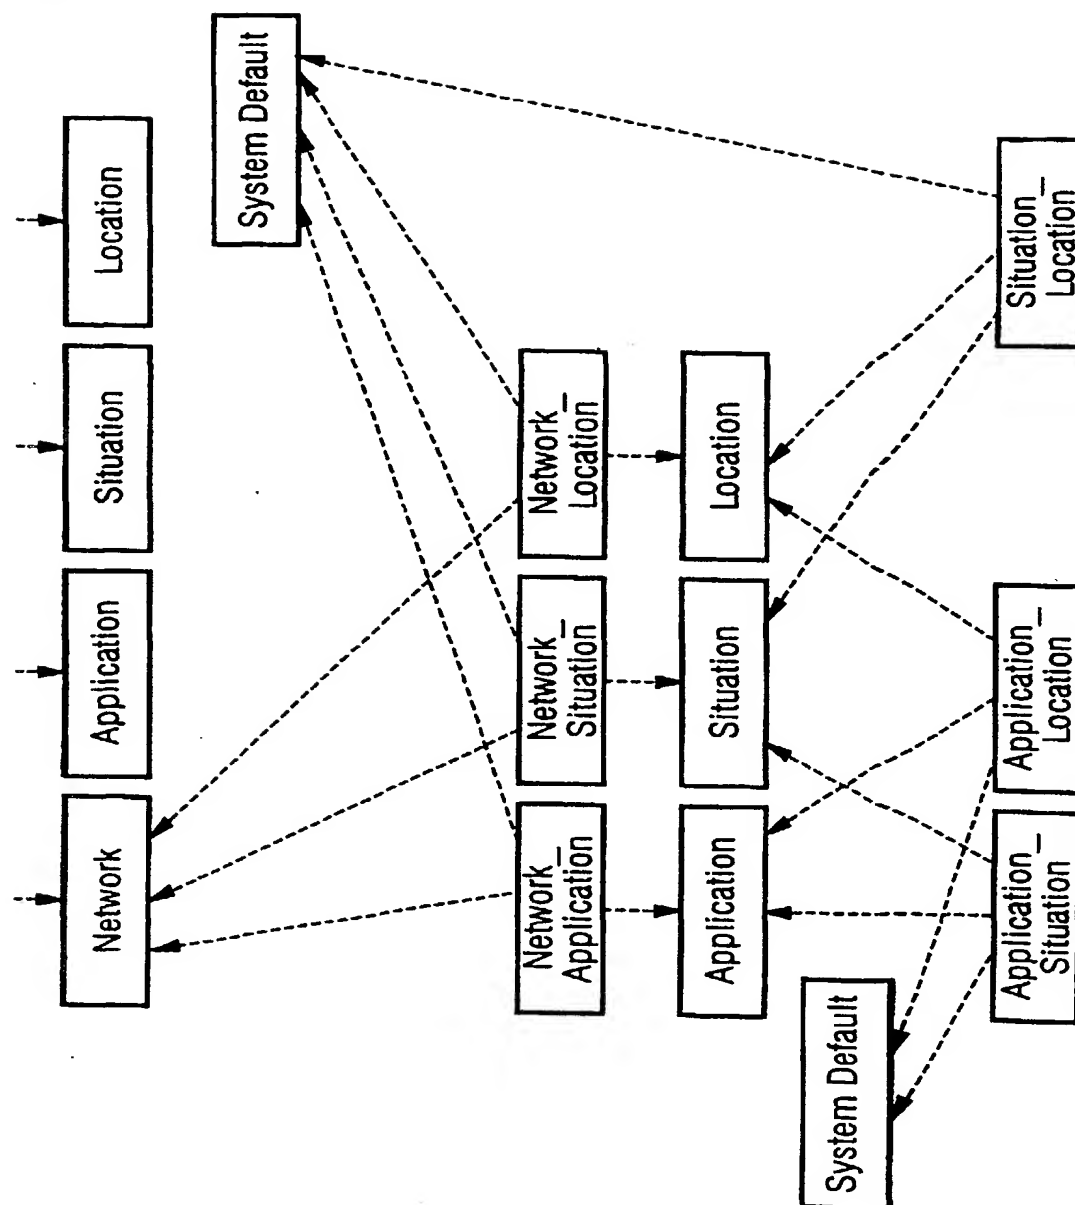 Network
Application
Situation
Location
System Default
Network_
Application
Network_
Situation
Network_
Location
Application
Situation
Location
System Default
Application_
Situation
Application_
Location
Situation_
Location